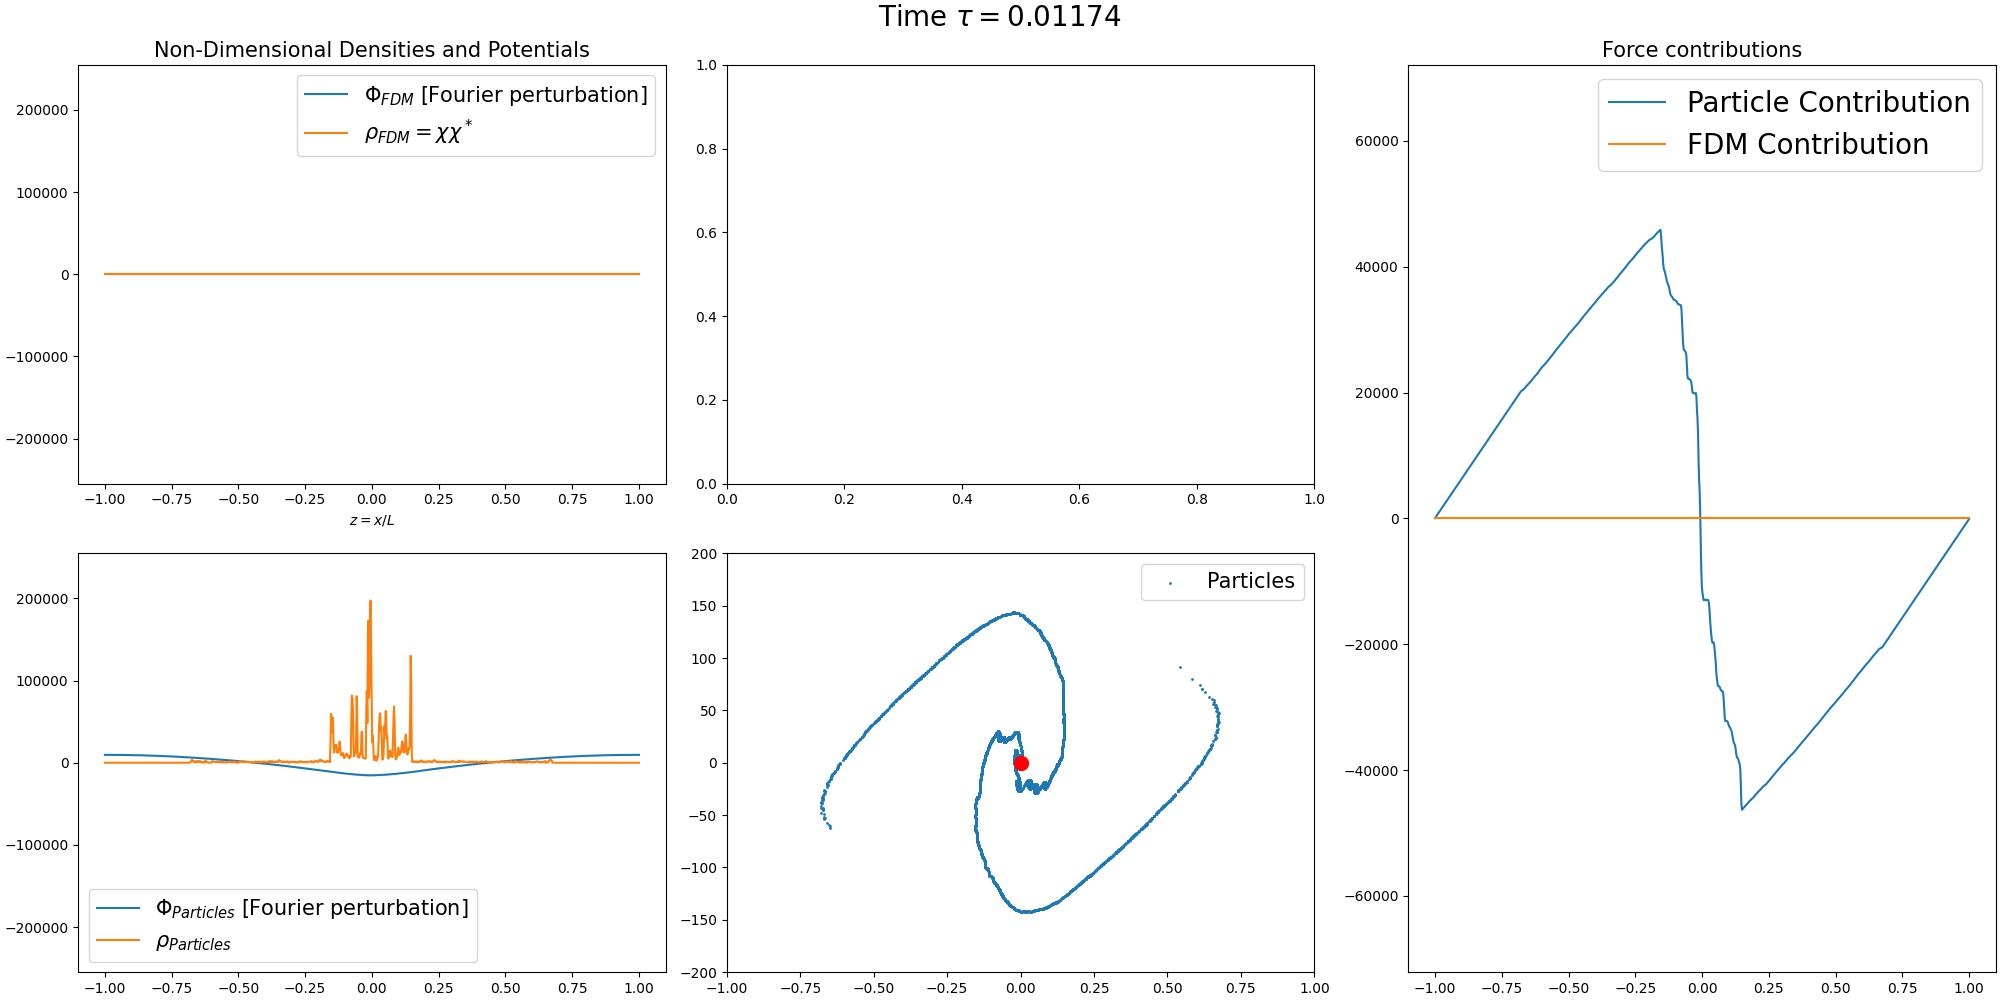 Time τ = 0.01174
Non-Dimensional Densities and Potentials
Φ_FDM [Fourier perturbation]
ρ_FDM = χχ*
200000
100000
0
−100000
−200000
−1.00 −0.75 −0.50 −0.25 0.00 0.25 0.50 0.75 1.00
z = x/L
1.0
0.8
0.6
0.4
0.2
0.0
0.0 0.2 0.4 0.6 0.8 1.0
Force contributions
Particle Contribution
FDM Contribution
60000
40000
20000
0
−20000
−40000
−60000
−1.00 −0.75 −0.50 −0.25 0.00 0.25 0.50 0.75 1.00
200000
100000
0
−100000
−200000
Φ_Particles [Fourier perturbation]
ρ_Particles
−1.00 −0.75 −0.50 −0.25 0.00 0.25 0.50 0.75 1.00
Particles
200
150
100
50
0
−50
−100
−150
−200
−1.00 −0.75 −0.50 −0.25 0.00 0.25 0.50 0.75 1.00